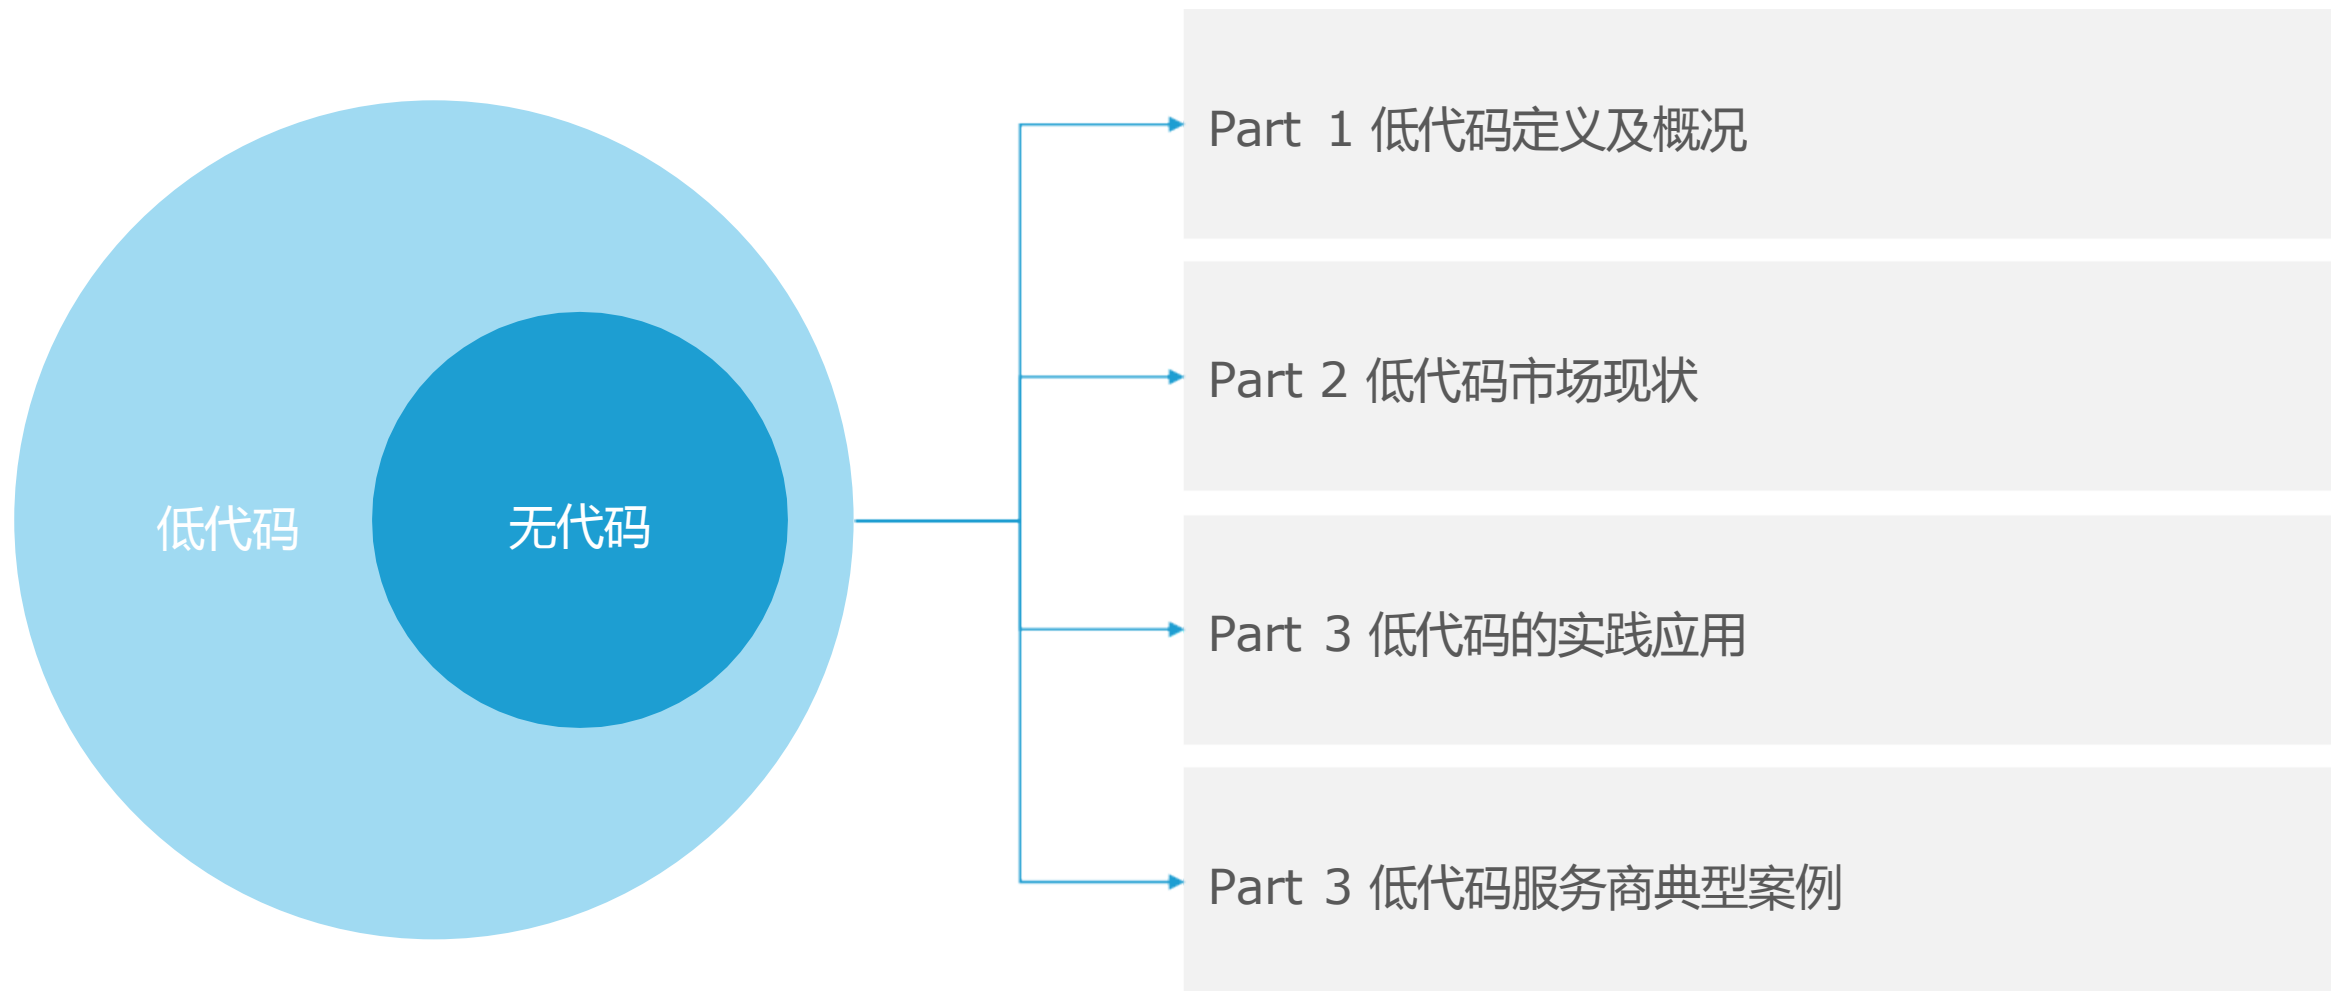 低代码
无代码
Part 1 低代码定义及概况
Part 2 低代码市场现状
Part 3 低代码的实践应用
Part 3 低代码服务商典型案例